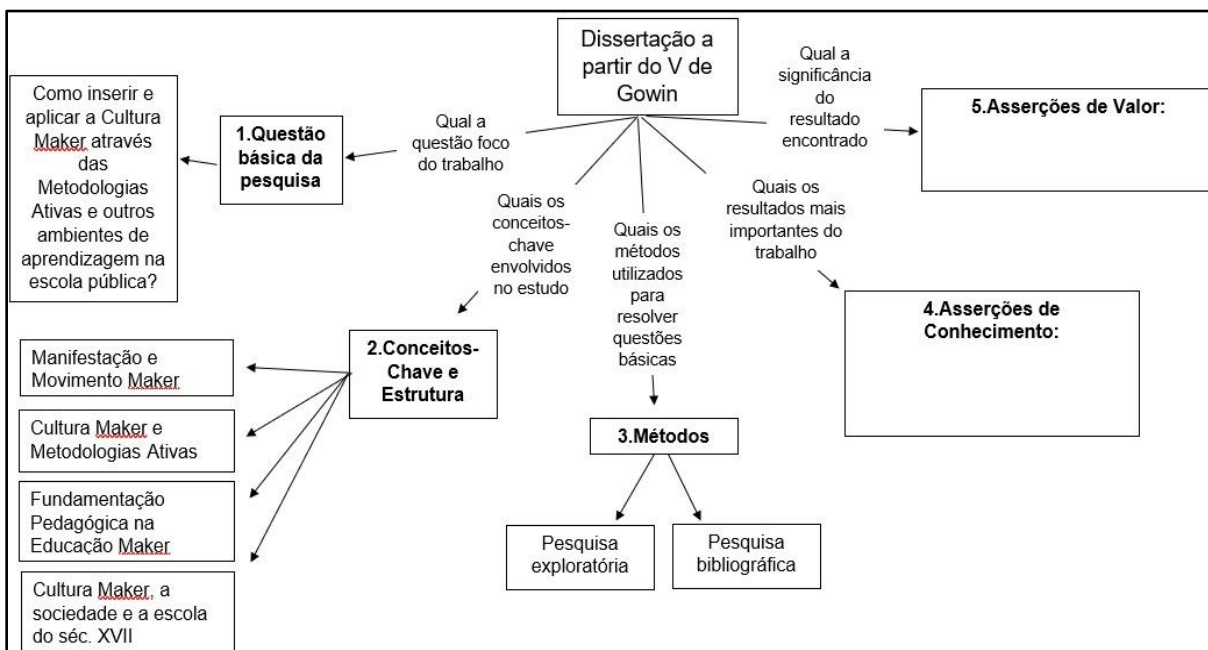 Dissertação a
partir do V de
Gowin
Qual a
questão foco
do trabalho
1.Questão
básica da
pesquisa
Como inserir e
aplicar a Cultura
Maker através
das
Metodologias
Ativas e outros
ambientes de
aprendizagem na
escola pública?
Quais os
conceitos-
chave
envolvidos
no estudo
2.Conceitos-
Chave e
Estrutura
Manifestação e
Movimento Maker
Cultura Maker e
Metodologias Ativas
Fundamentação
Pedagógica na
Educação Maker
Cultura Maker, a
sociedade e a escola
do séc. XVII
Quais os
métodos
utilizados
para
resolver
questões
básicas
3.Métodos
Pesquisa
exploratória
Pesquisa
bibliográfica
Quais os
resultados mais
importantes do
trabalho
4.Asserções de
Conhecimento:
Qual a
significância
do
resultado
encontrado
5.Asserções de Valor: